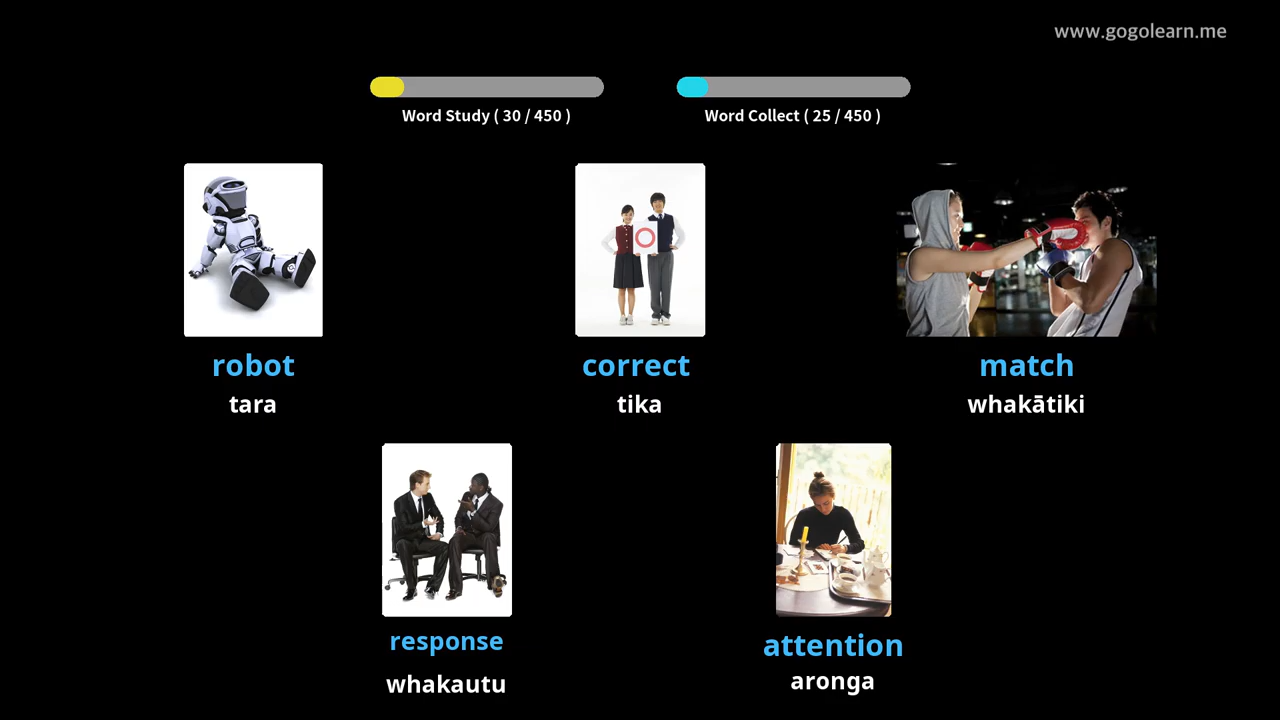 www.gogolearn.me
Word Study ( 30 / 450 )
Word Collect ( 25 / 450 )
robot
tara
correct
tika
match
whakātiki
response
whakautu
attention
aronga